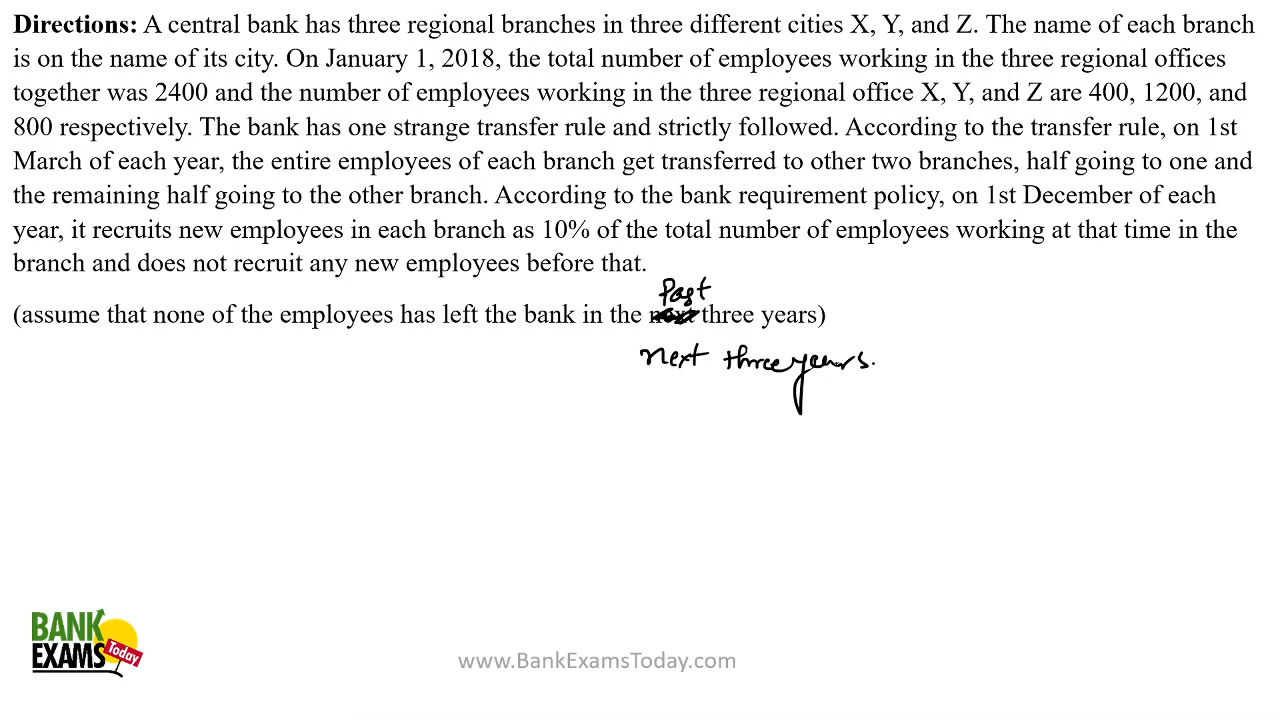 Directions: A central bank has three regional branches in three different cities X, Y, and Z. The name of each branch
is on the name of its city. On January 1, 2018, the total number of employees working in the three regional offices
together was 2400 and the number of employees working in the three regional office X, Y, and Z are 400, 1200, and
800 respectively. The bank has one strange transfer rule and strictly followed. According to the transfer rule, on 1st
March of each year, the entire employees of each branch get transferred to other two branches, half going to one and
the remaining half going to the other branch. According to the bank requirement policy, on 1st December of each
year, it recruits new employees in each branch as 10% of the total number of employees working at that time in the
branch and does not recruit any new employees before that.
Past
(assume that none of the employees has left the bank in the three years)
next three years.
BANK
EXAMS Today
www.BankExamsToday.com